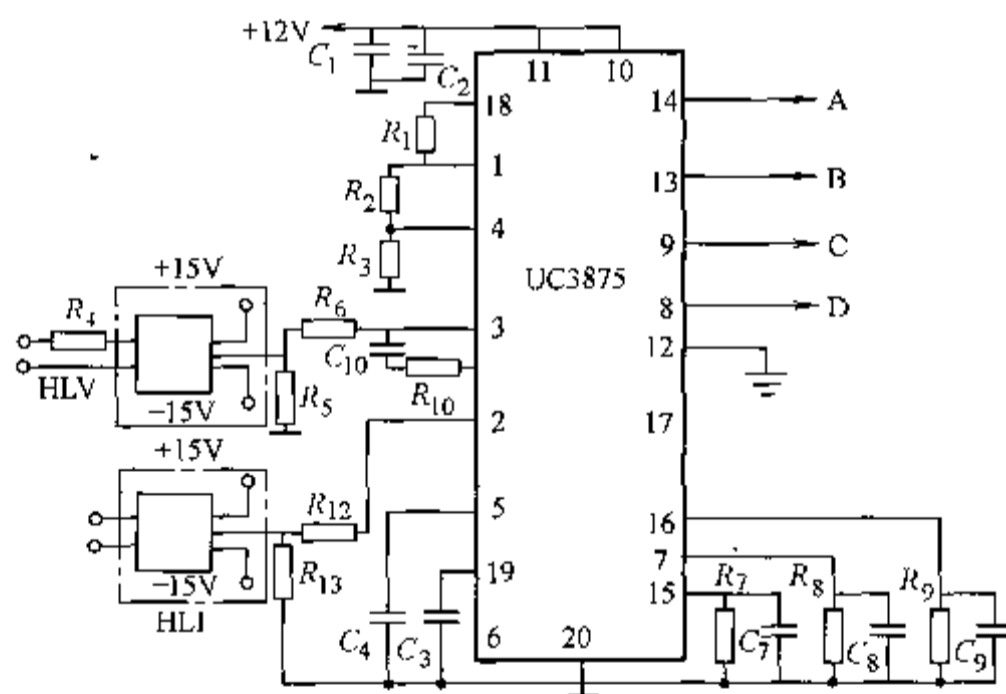 +12V
C1
C2
11
10
18
14
A
R1
1
13
B
R2
4
9
C
R3
UC3875
+15V
8
D
R4
R6
3
12
C10
HLV
R5
R10
−15V
2
17
+15V
R12
5
16
7
R13
19
R7
R8
R9
−15V
15
HLI
C4
C3
6
20
C7
C8
C9